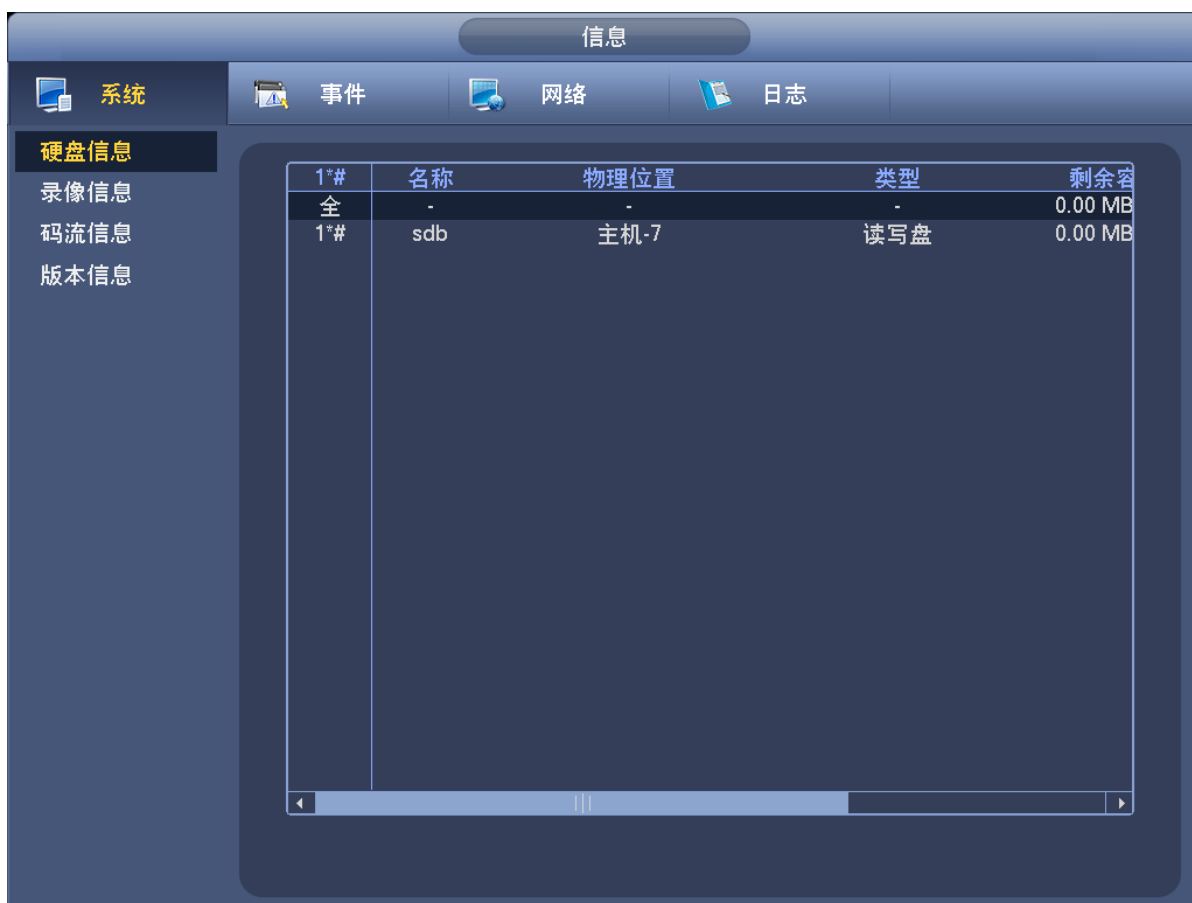 信息
系统 事件 网络 日志
硬盘信息
录像信息
码流信息
版本信息
1*# 名称 物理位置 类型 剩余容
全 - - - 0.00 MB
1*# sdb 主机-7 读写盘 0.00 MB